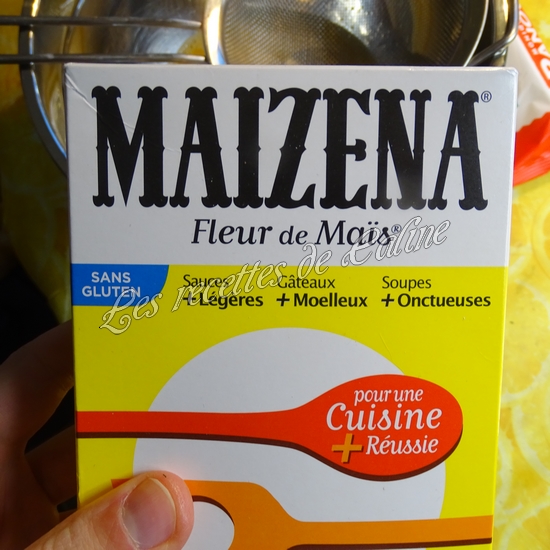 MAIZENA®
Fleur de Maïs®
SANS
GLUTEN
Sauces
+Légères
Gâteaux
+Moelleux
Soupes
+Onctueuses
Les recettes de Laline
pour une
Cuisine
+Réussie